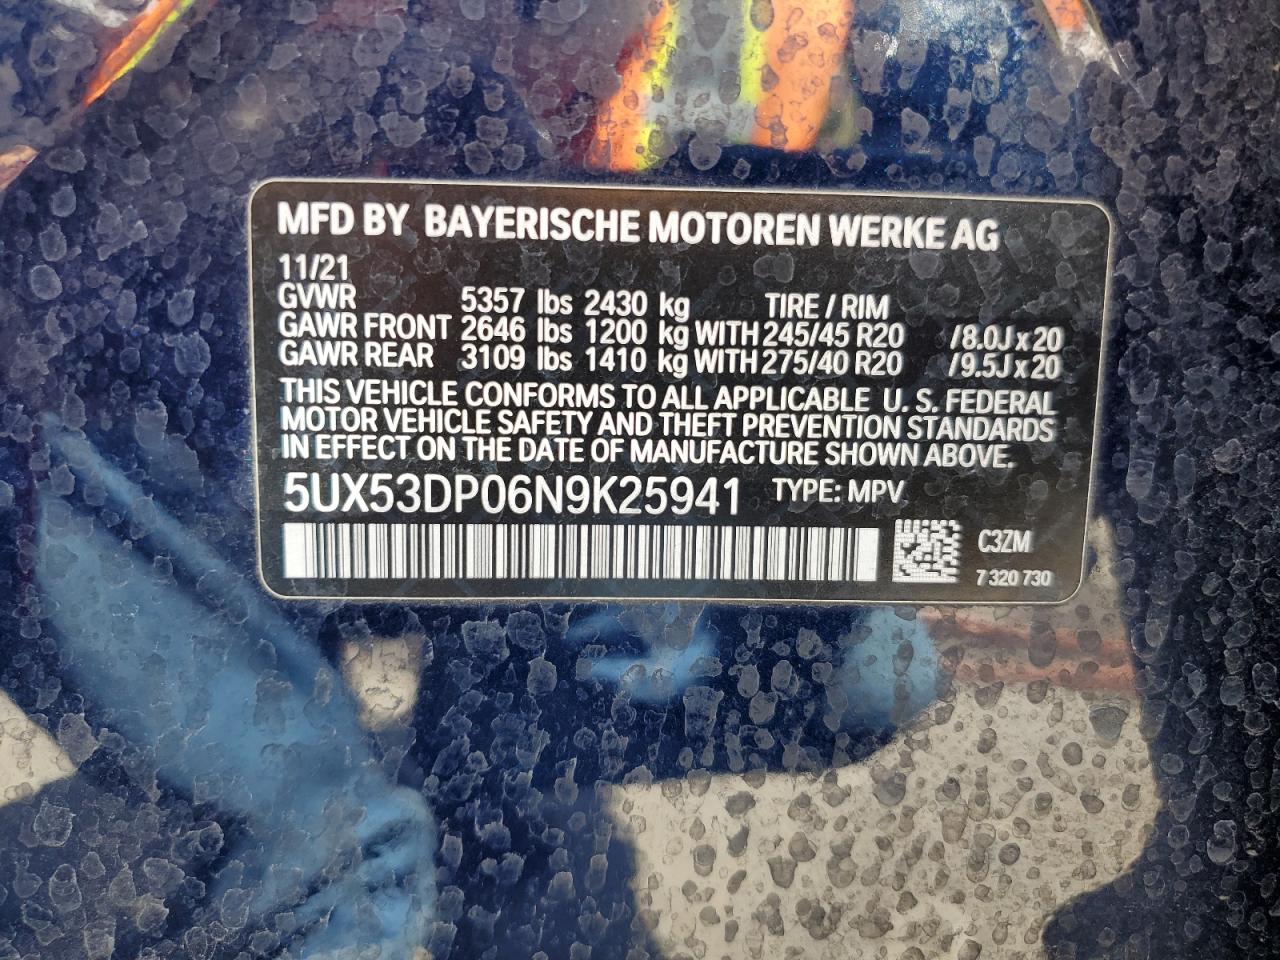 MFD BY BAYERISCHE MOTOREN WERKE AG
11/21
GVWR 5357 lbs 2430 kg TIRE / RIM
GAWR FRONT 2646 lbs 1200 kg WITH 245/45 R20 /8.0J x 20
GAWR REAR 3109 lbs 1410 kg WITH 275/40 R20 /9.5J x 20
THIS VEHICLE CONFORMS TO ALL APPLICABLE U. S. FEDERAL
MOTOR VEHICLE SAFETY AND THEFT PREVENTION STANDARDS
IN EFFECT ON THE DATE OF MANUFACTURE SHOWN ABOVE.
5UX53DP06N9K25941 TYPE: MPV
C3ZM
7 320 730